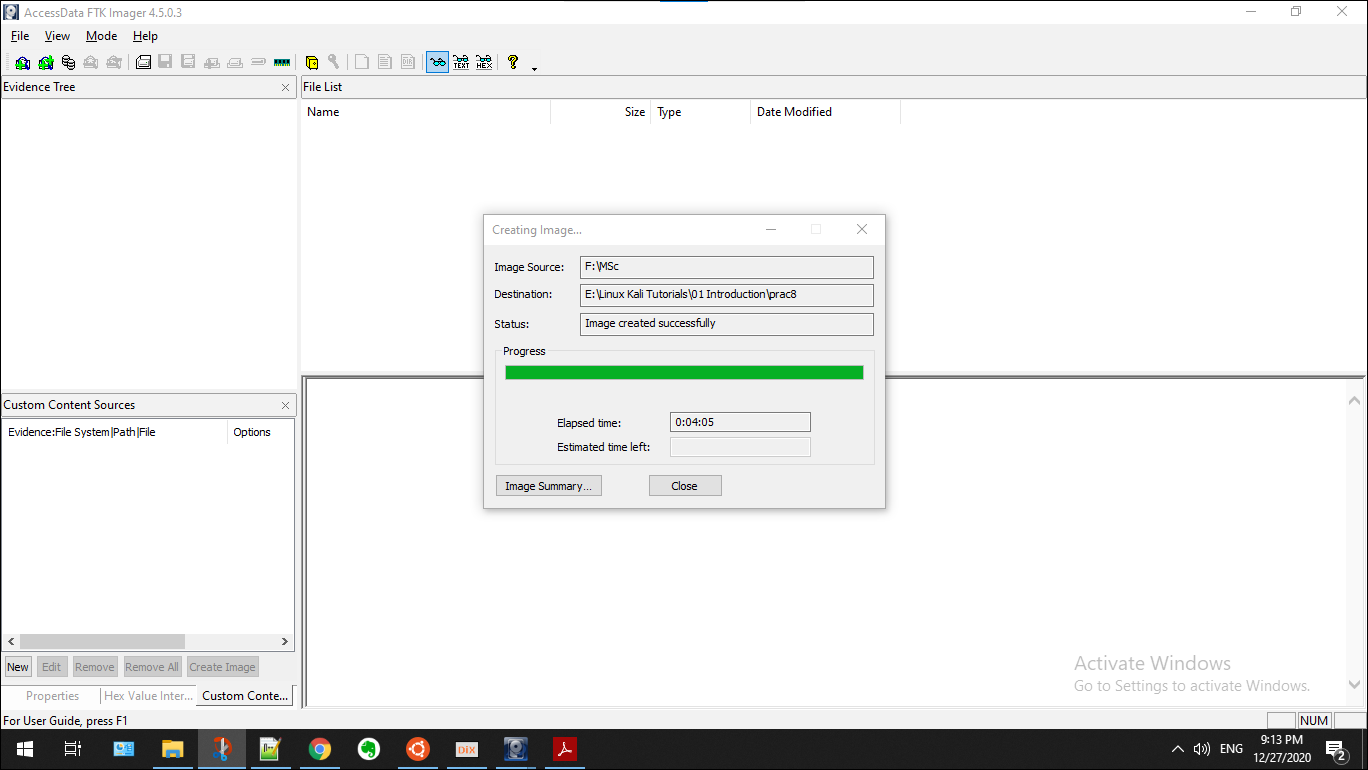 AccessData FTK Imager 4.5.0.3
File View Mode Help
TEXT HEX
Evidence Tree
File List
Name Size Type Date Modified
Creating Image...
Image Source: F:\MSc
Destination: E:\Linux Kali Tutorials\01 Introduction\prac8
Status: Image created successfully
Progress
Elapsed time: 0:04:05
Estimated time left:
Image Summary... Close
Custom Content Sources
Evidence:File System|Path|File Options
New Edit Remove Remove All Create Image
Properties Hex Value Inter... Custom Conte...
Activate Windows
Go to Settings to activate Windows.
For User Guide, press F1
NUM
DiX
ENG
9:13 PM
12/27/2020
2